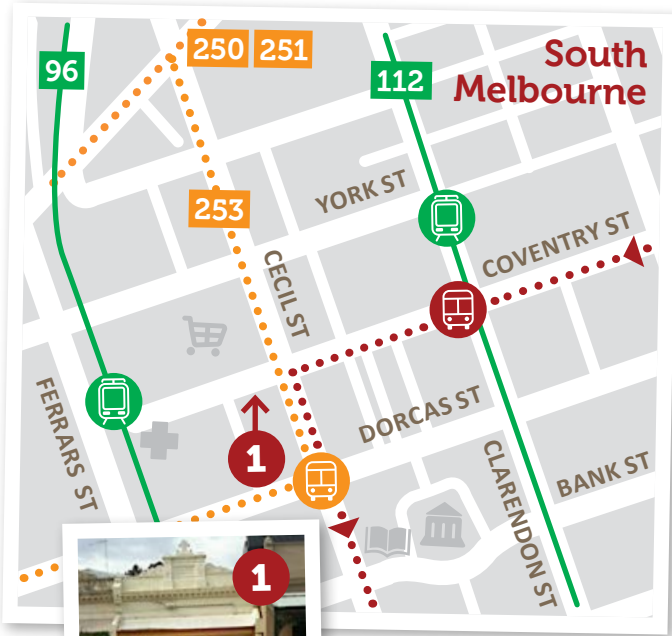 96
250 251
112
South
Melbourne
YORK ST
253
COVENTRY ST
CECIL ST
FERRARS ST
DORCAS ST
1
CLARENDON ST
BANK ST
1